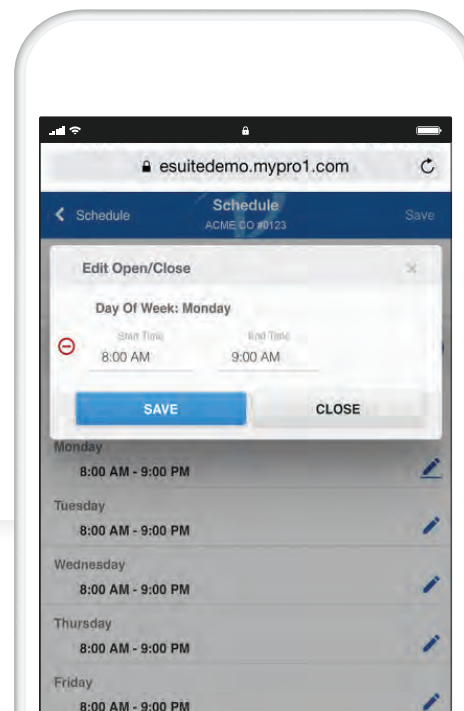 esuitedemo.mypro1.com
Schedule
Schedule
Save
ACME CO #0123
Edit Open/Close
×
Day Of Week: Monday
Start Time
End Time
8:00 AM
9:00 AM
SAVE
CLOSE
Monday
8:00 AM - 9:00 PM
Tuesday
8:00 AM - 9:00 PM
Wednesday
8:00 AM - 9:00 PM
Thursday
8:00 AM - 9:00 PM
Friday
8:00 AM - 9:00 PM